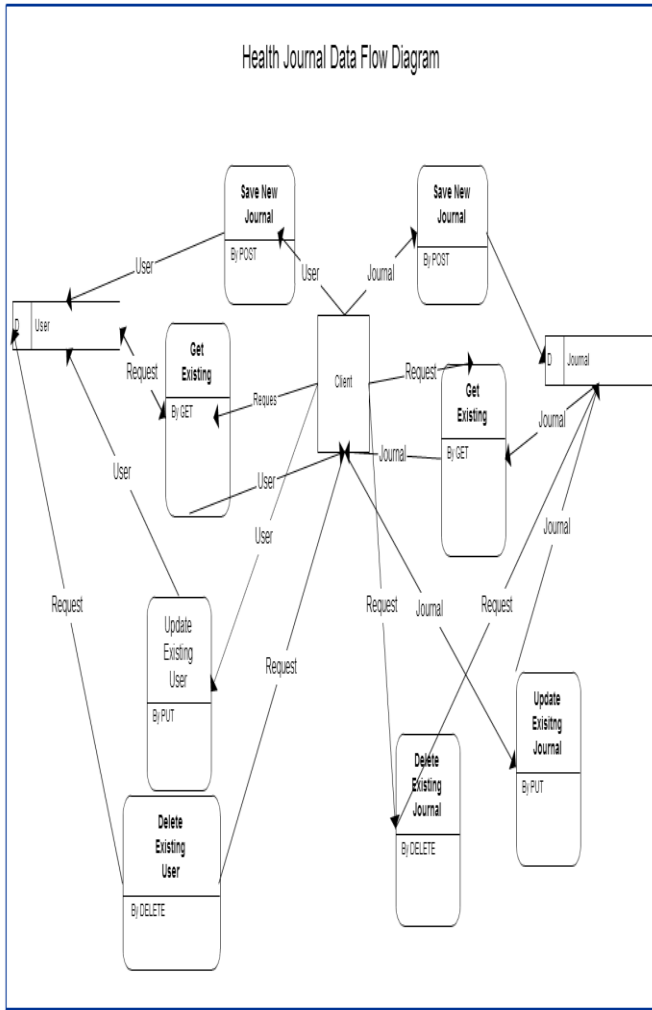 Health Journal Data Flow Diagram
Save New
Journal
By POST
Save New
Journal
By POST
User
User
Journal
D User
Request
Get
Existing
By GET
Reques
Client
Request
Get
Existing
By GET
D Journal
Journal
Journal
User
User
User
Journal
Request
Request
Request
Journal
Request
Update
Existing
User
By PUT
Update
Exisitng
Journal
By PUT
Delete
Existing
Journal
By DELETE
Delete
Existing
User
By DELETE